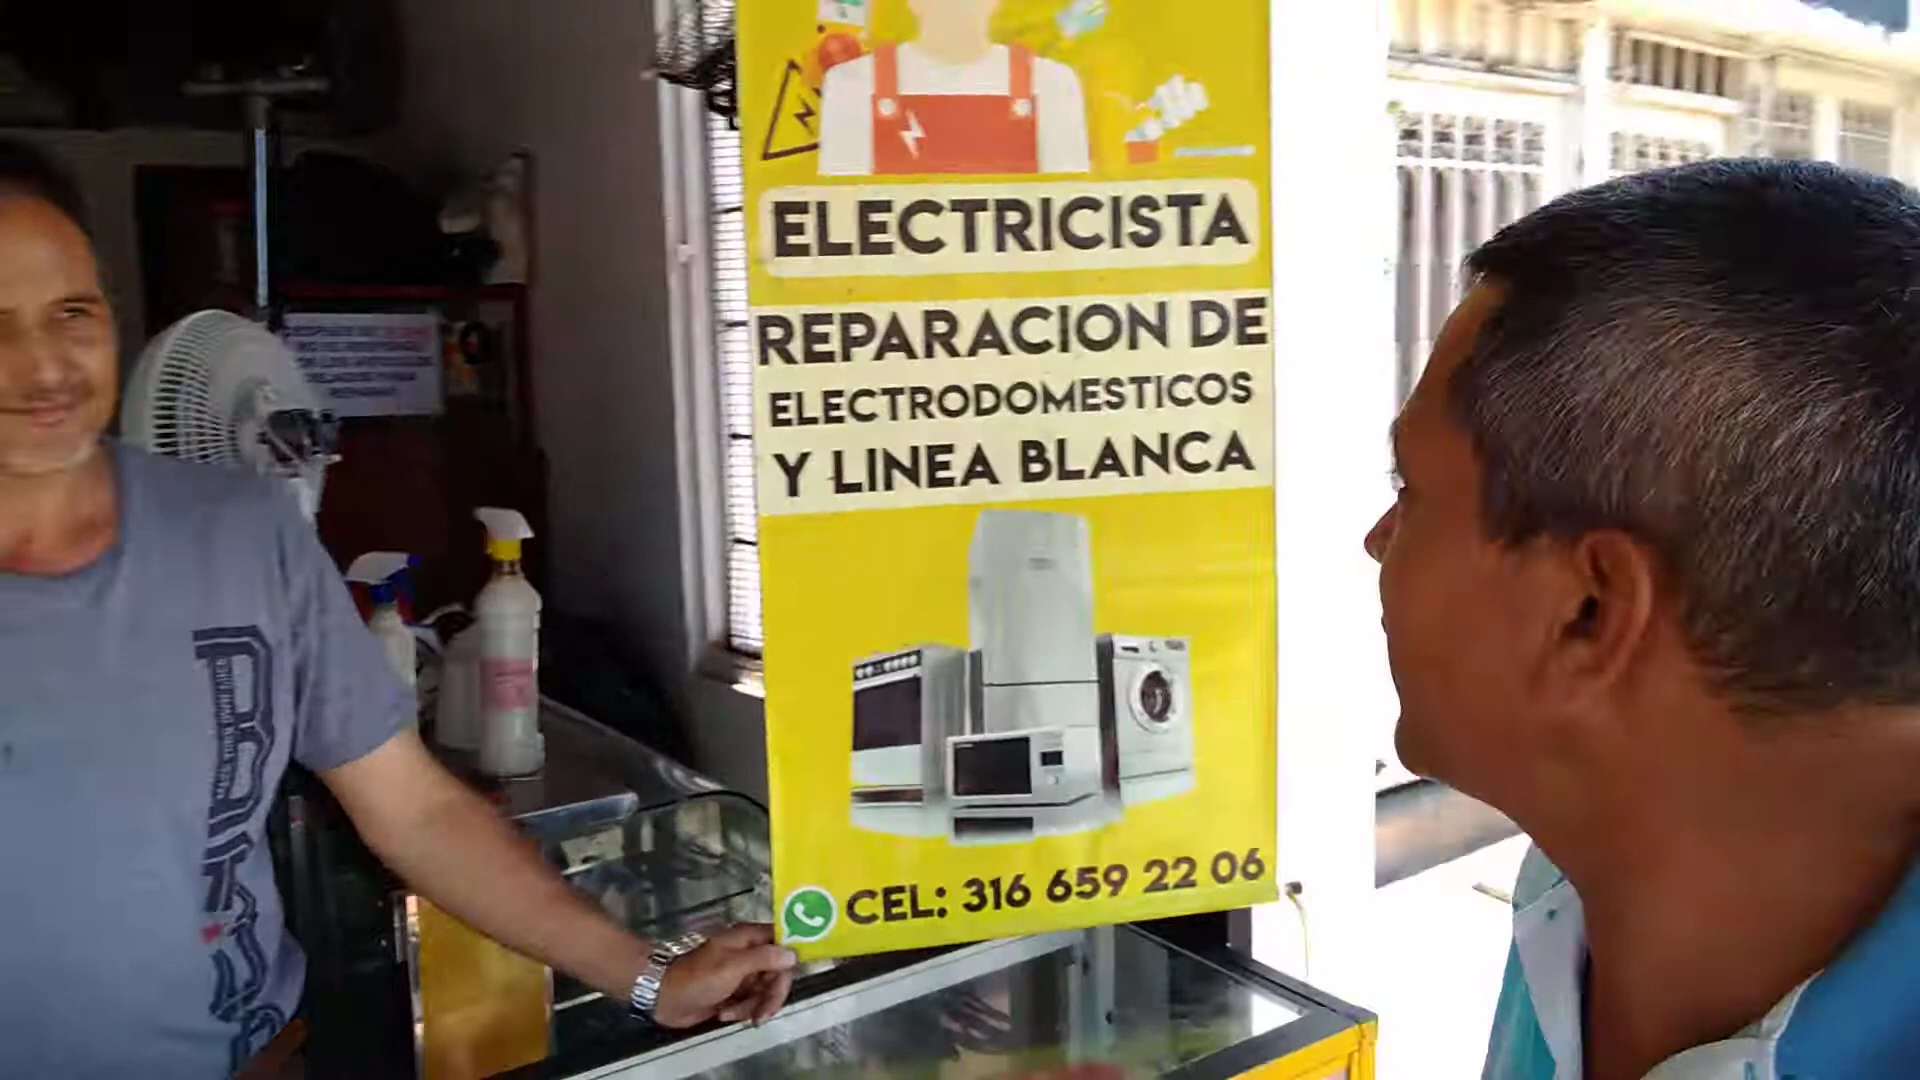 ELECTRICISTA
REPARACION DE
ELECTRODOMESTICOS
Y LINEA BLANCA
CEL: 316 659 22 06